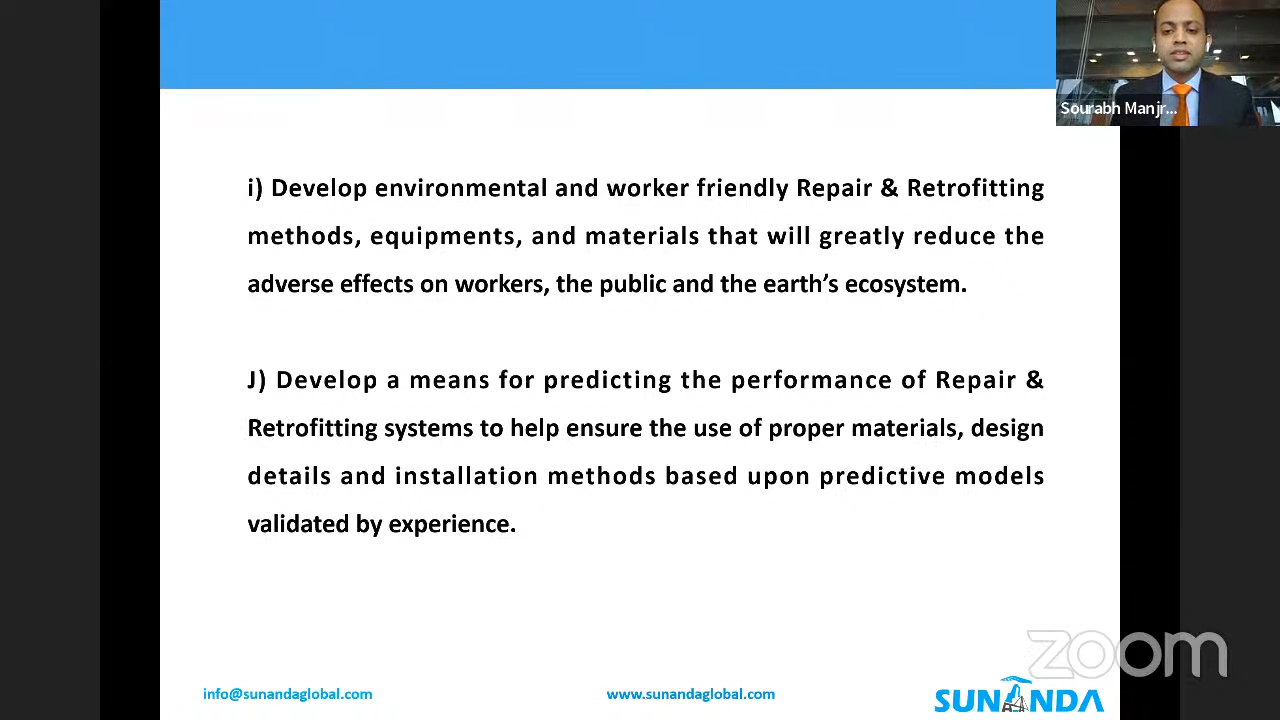 Sourabh Manjr...
i) Develop environmental and worker friendly Repair & Retrofitting
methods, equipments, and materials that will greatly reduce the
adverse effects on workers, the public and the earth's ecosystem.
J) Develop a means for predicting the performance of Repair &
Retrofitting systems to help ensure the use of proper materials, design
details and installation methods based upon predictive models
validated by experience.
zoom
info@sunandaglobal.com
www.sunandaglobal.com
SUNANDA